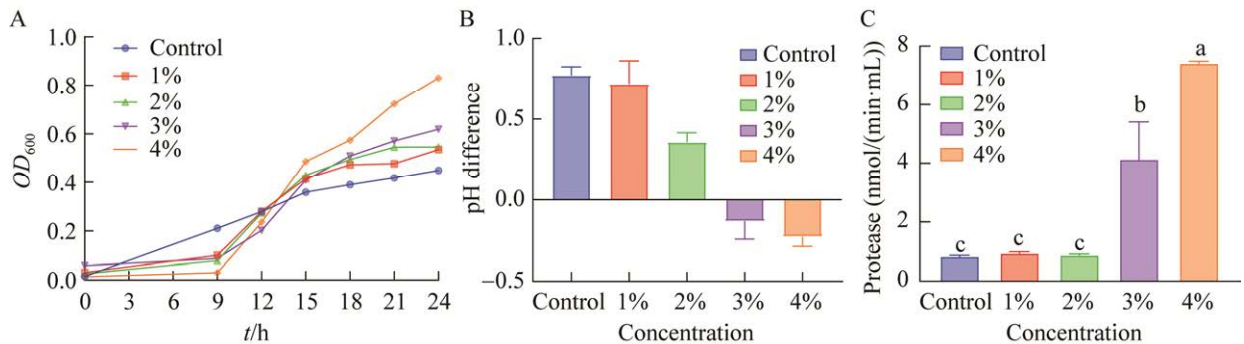 A
1.0
0.8
0.6
0.4
0.2
0.0
OD600
Control
1%
2%
3%
4%
0 3 6 9 12 15 18 21 24
t/h
B
1.0
0.5
0.0
–0.5
pH difference
Control
1%
2%
3%
4%
Control 1% 2% 3% 4%
Concentration
C
8
6
4
2
0
Protease (nmol/(min·mL))
Control
1%
2%
3%
4%
c c c b a
Control 1% 2% 3% 4%
Concentration